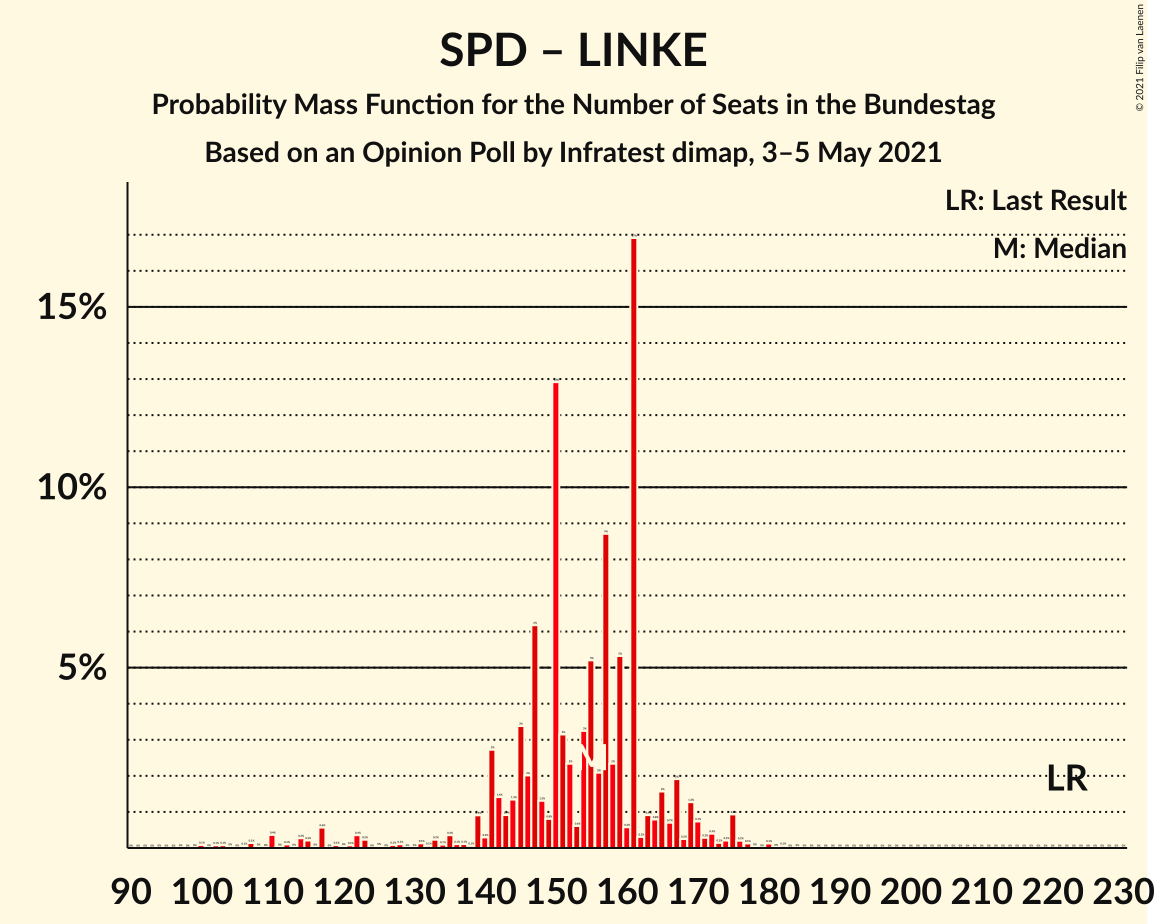 SPD – LINKE
Probability Mass Function for the Number of Seats in the Bundestag
Based on an Opinion Poll by Infratest dimap, 3–5 May 2021
© 2021 Filip van Laenen
LR: Last Result
M: Median
15%
10%
5%
M
LR
90 100 110 120 130 140 150 160 170 180 190 200 210 220 230